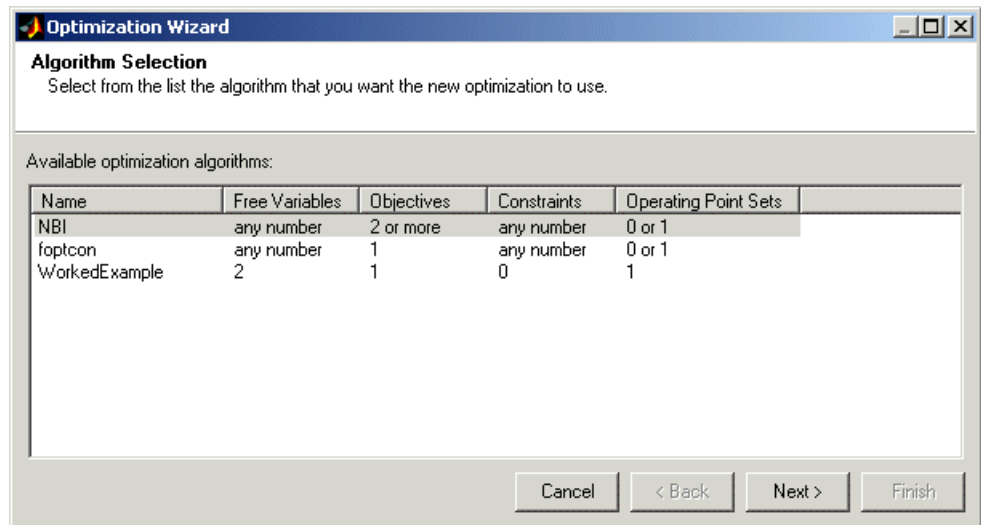 Optimization Wizard
Algorithm Selection
Select from the list the algorithm that you want the new optimization to use.
Available optimization algorithms:
Name Free Variables Objectives Constraints Operating Point Sets
NBI any number 2 or more any number 0 or 1
foptcon any number 1 any number 0 or 1
WorkedExample 2 1 0 1
Cancel < Back Next > Finish